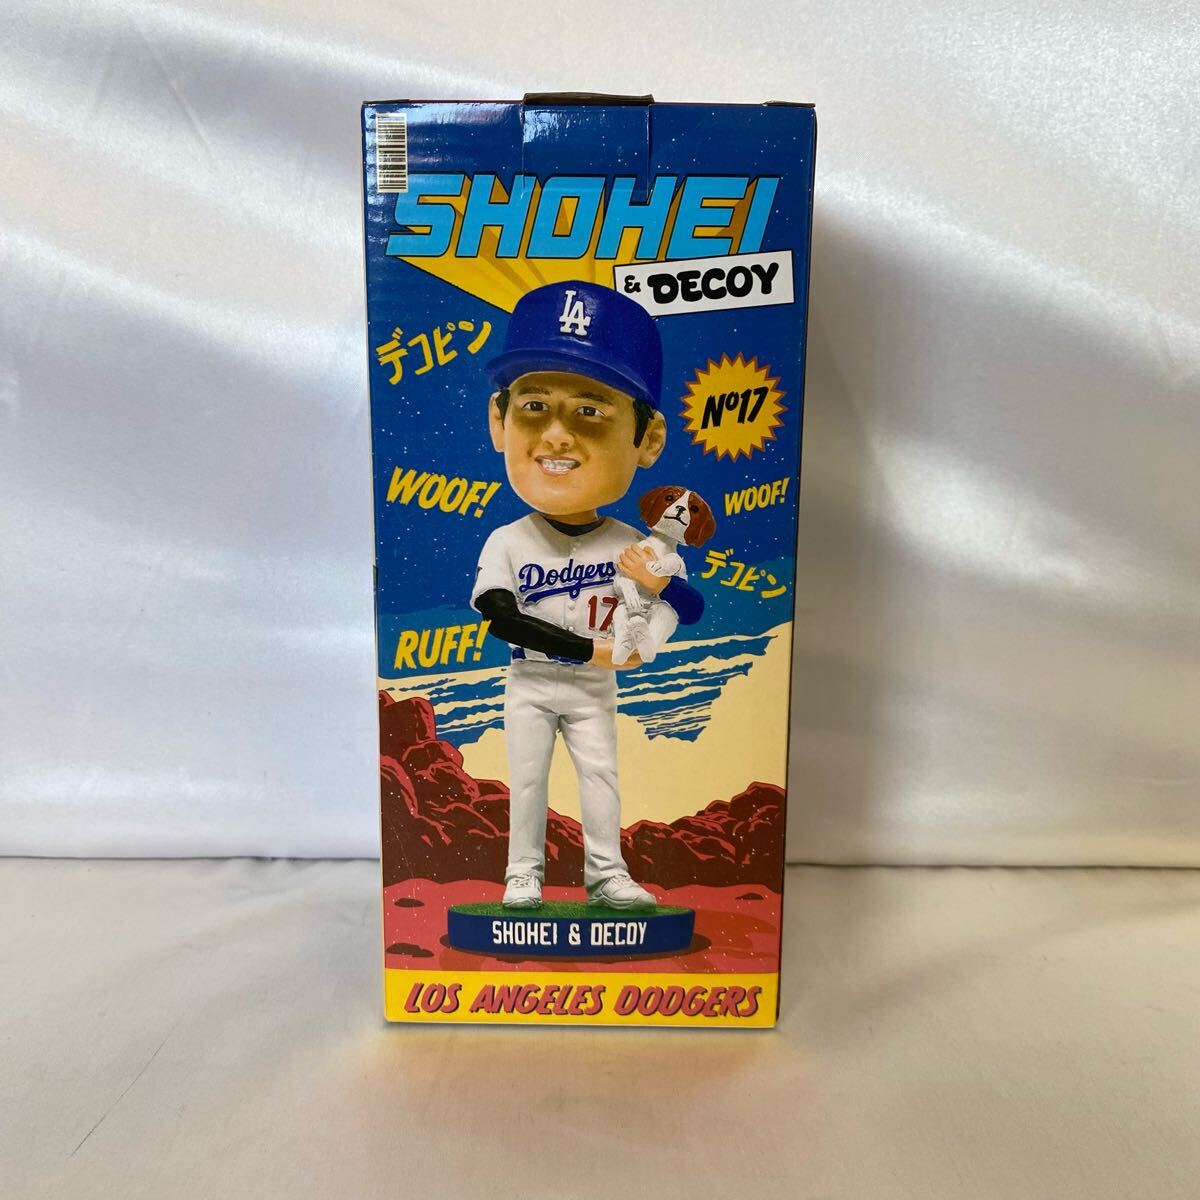 SHOHEI
& DECOY
LA
デコピン
Nº17
WOOF!
WOOF!
デコピン
Dodgers
17
RUFF!
SHOHEI & DECOY
LOS ANGELES DODGERS